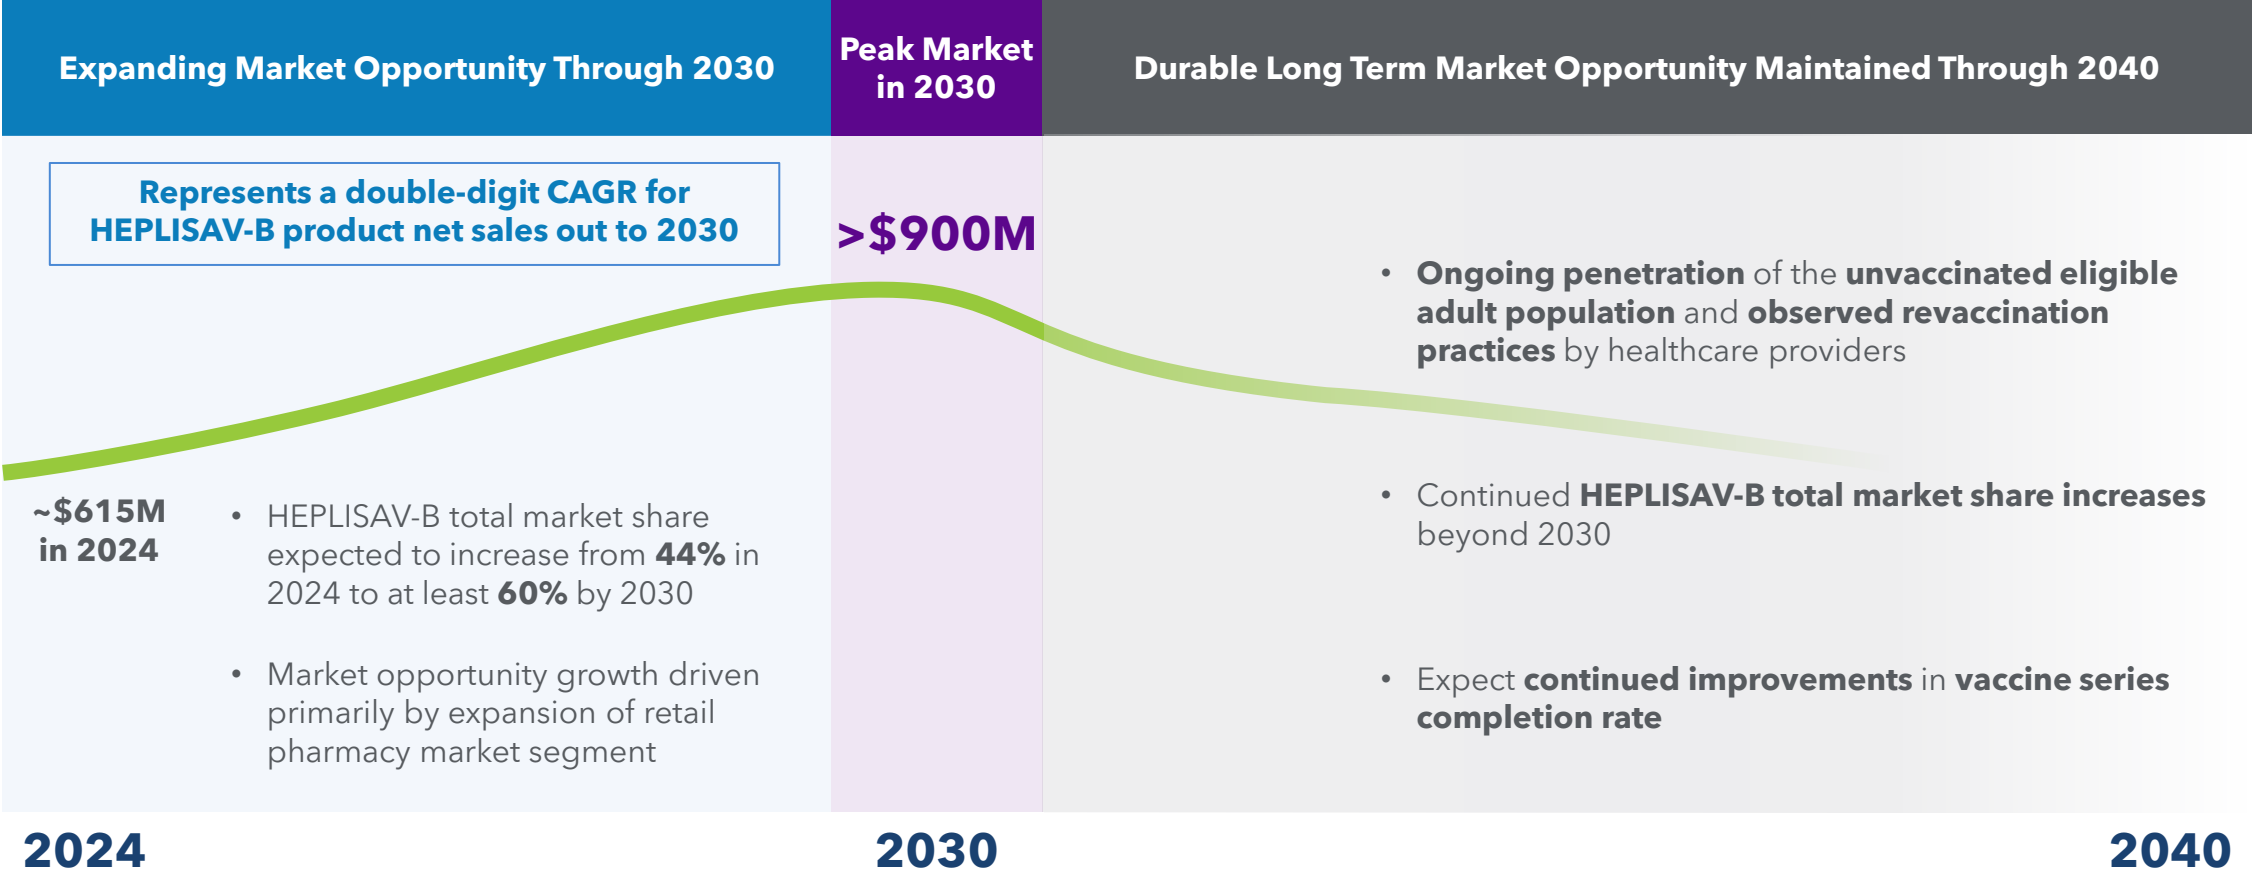 Expanding Market Opportunity Through 2030
Peak Market
in 2030
Durable Long Term Market Opportunity Maintained Through 2040
Represents a double-digit CAGR for
HEPLISAV-B product net sales out to 2030
>$900M
~$615M
in 2024
• HEPLISAV-B total market share
expected to increase from 44% in
2024 to at least 60% by 2030
• Market opportunity growth driven
primarily by expansion of retail
pharmacy market segment
• Ongoing penetration of the unvaccinated eligible
adult population and observed revaccination
practices by healthcare providers
• Continued HEPLISAV-B total market share increases
beyond 2030
• Expect continued improvements in vaccine series
completion rate
2024
2030
2040